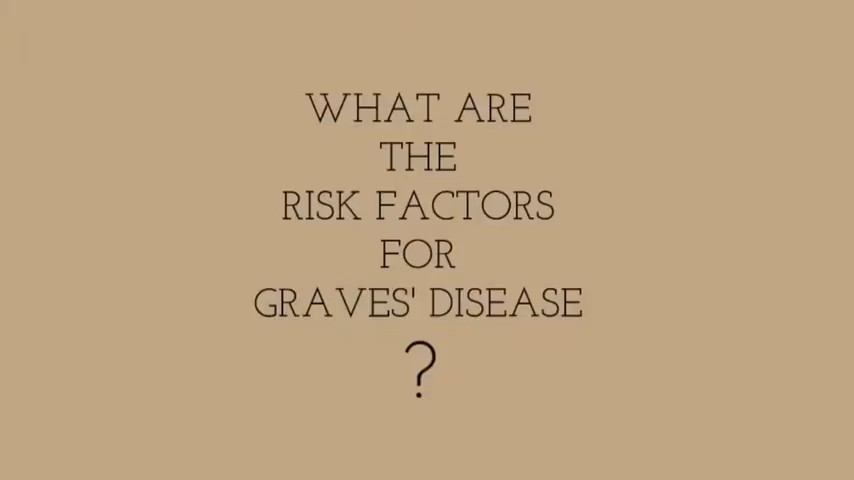 WHAT ARE
THE
RISK FACTORS
FOR
GRAVES' DISEASE
?